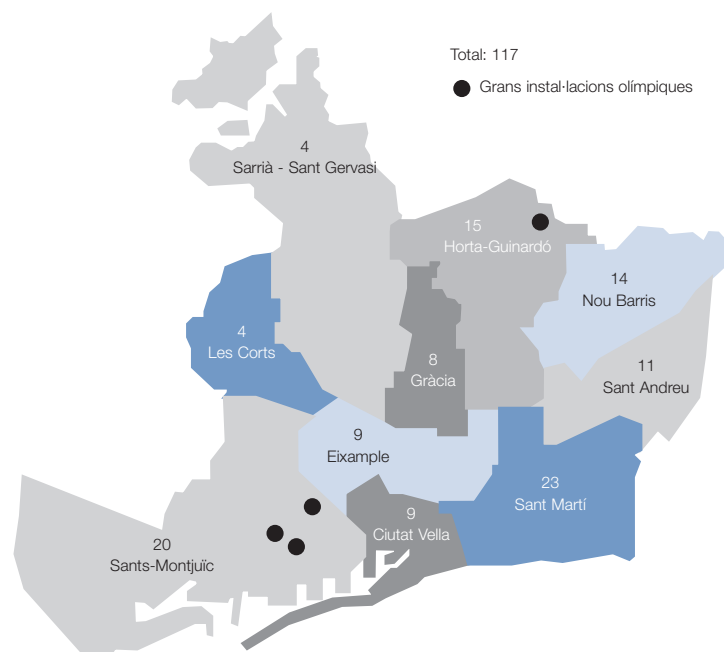 Total: 117
Grans instal·lacions olímpiques
4
Sarrià - Sant Gervasi
15
Horta-Guinardó
14
Nou Barris
4
Les Corts
8
Gràcia
11
Sant Andreu
9
Eixample
23
Sant Martí
9
Ciutat Vella
20
Sants-Montjuïc